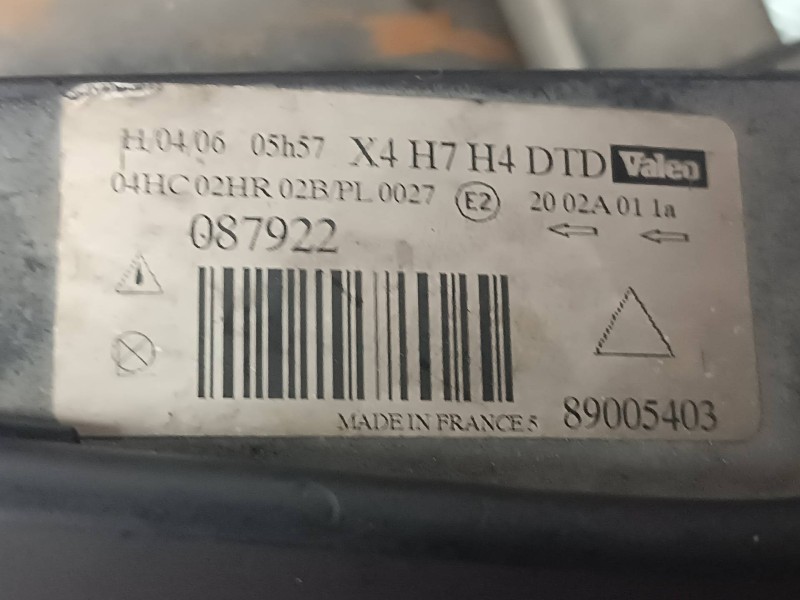 H/04/06 05h57 X4 H7 H4 DTD Valeo
04HC 02HR 02B/PL 0027 E2 20 02A 01 1a
087922
MADE IN FRANCE 5 89005403